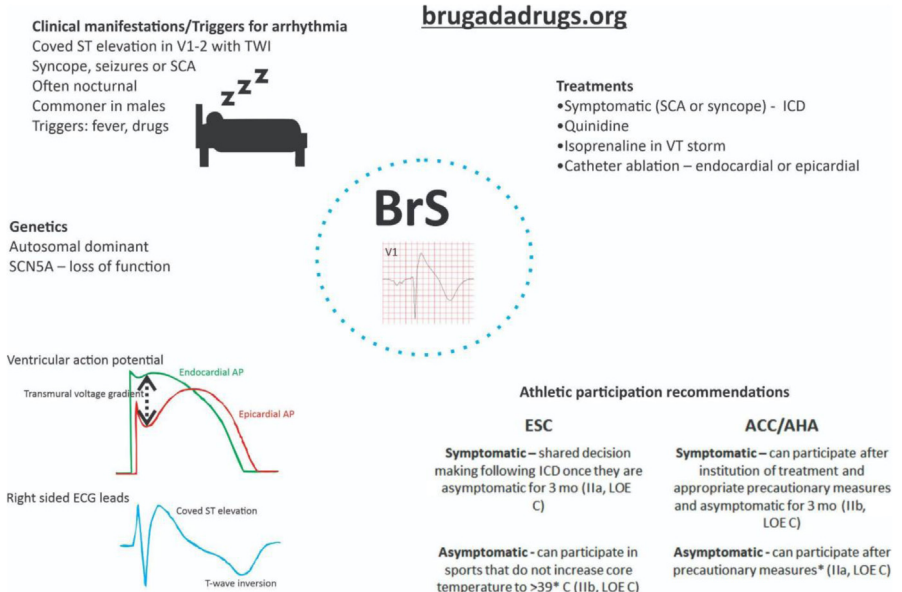 brugadadrugs.org
Clinical manifestations/Triggers for arrhythmia
Coved ST elevation in V1-2 with TWI
Syncope, seizures or SCA
Often nocturnal
Commoner in males
Triggers: fever, drugs
z z z
Treatments
•Symptomatic (SCA or syncope) - ICD
•Quinidine
•Isoprenaline in VT storm
•Catheter ablation – endocardial or epicardial
BrS
V1
Genetics
Autosomal dominant
SCN5A – loss of function
Ventricular action potential
Endocardial AP
Transmural voltage gradient
Epicardial AP
Right sided ECG leads
Coved ST elevation
T-wave inversion
Athletic participation recommendations
ESC
Symptomatic – shared decision
making following ICD once they are
asymptomatic for 3 mo (IIa, LOE
C)
Asymptomatic - can participate in
sports that do not increase core
temperature to >39* C (IIb, LOE C)
ACC/AHA
Symptomatic – can participate after
institution of treatment and
appropriate precautionary measures
and asymptomatic for 3 mo (IIb,
LOE C)
Asymptomatic - can participate after
precautionary measures* (IIa, LOE C)